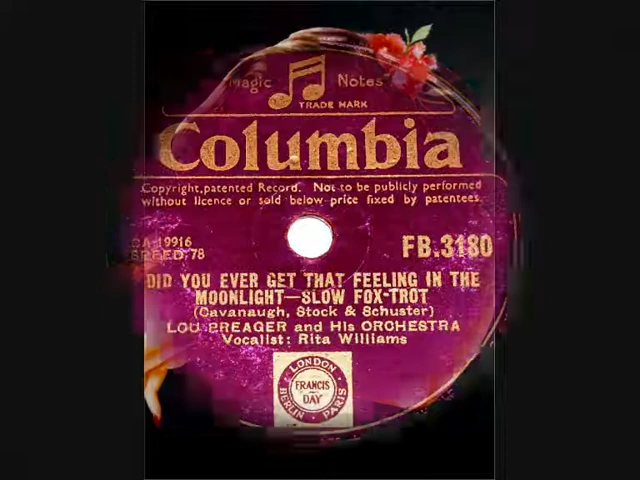 Magic Notes
TRADE MARK
Columbia
Copyright, patented Record. Not to be publicly performed
without licence or sold below price fixed by patentees.
CA 19916
SPEED 78
FB.3180
DID YOU EVER GET THAT FEELING IN THE
MOONLIGHT—SLOW FOX-TROT
(Cavanaugh, Stock & Schuster)
LOU PREAGER and His ORCHESTRA
Vocalist: Rita Williams
LONDON
FRANCIS
DAY
BERLIN PARIS